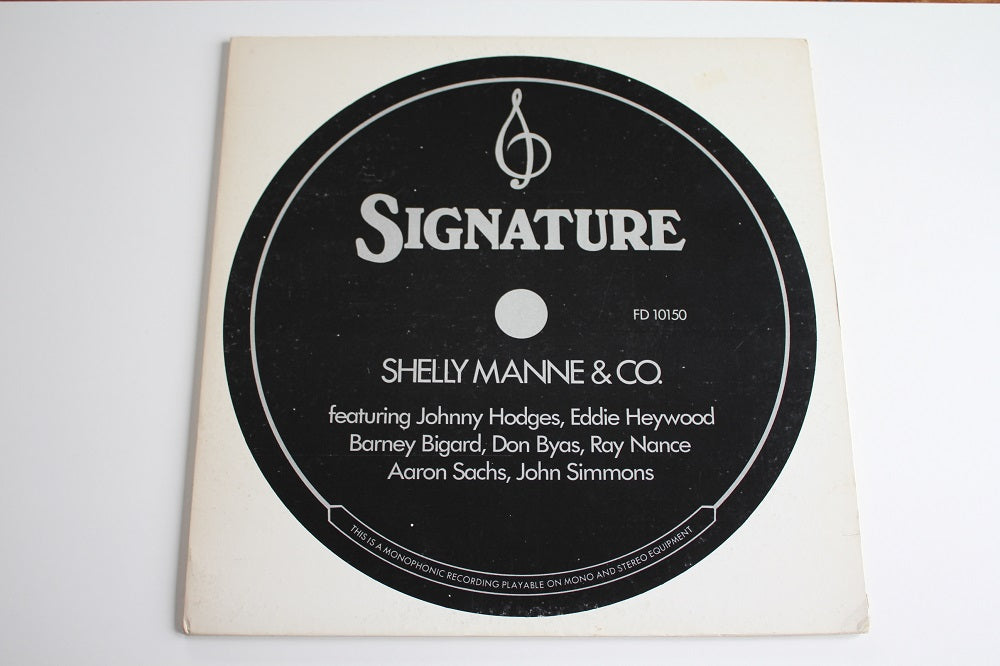 SIGNATURE
FD 10150
SHELLY MANNE & CO.
featuring Johnny Hodges, Eddie Heywood
Barney Bigard, Don Byas, Ray Nance
Aaron Sachs, John Simmons
THIS IS A MONOPHONIC RECORDING PLAYABLE ON MONO AND STEREO EQUIPMENT